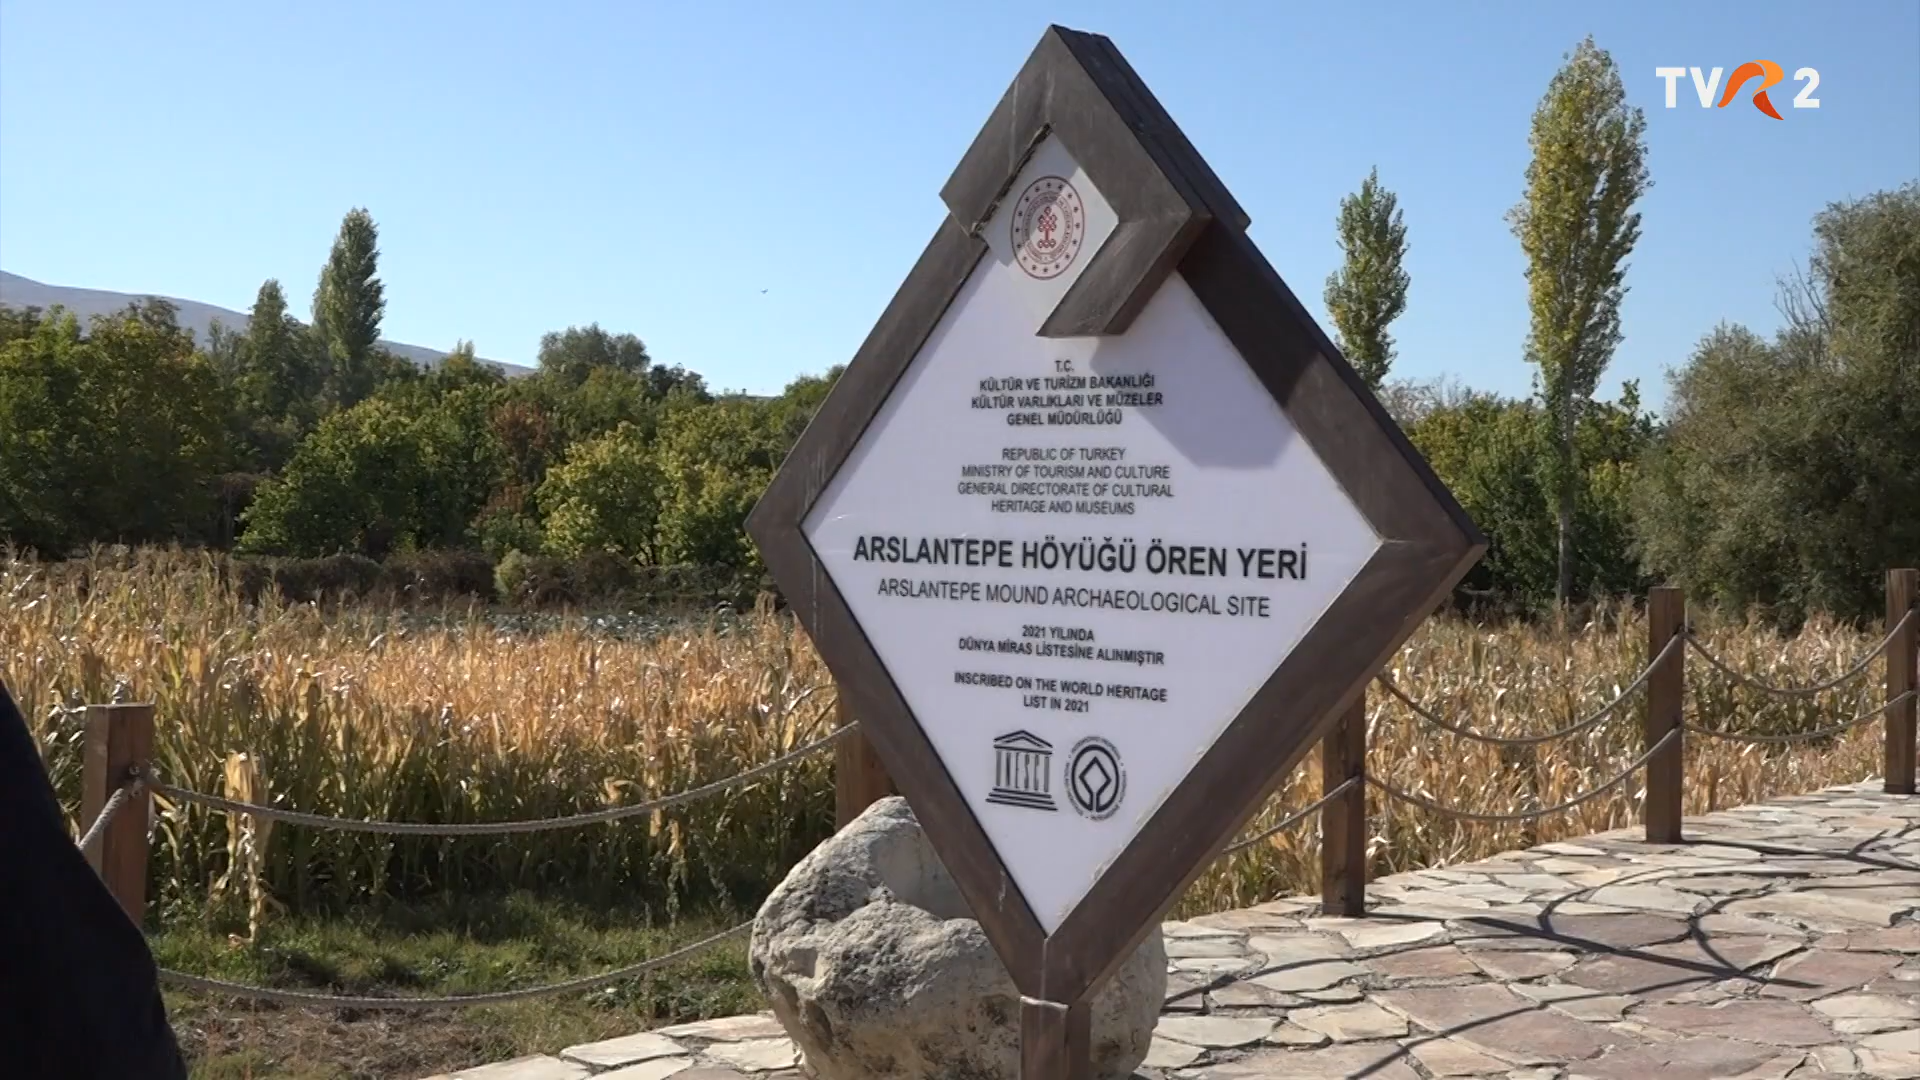 TVR 2
T.C.
KÜLTÜR VE TURİZM BAKANLIĞI
KÜLTÜR VARLIKLARI VE MÜZELER
GENEL MÜDÜRLÜĞÜ
REPUBLIC OF TURKEY
MINISTRY OF TOURISM AND CULTURE
GENERAL DIRECTORATE OF CULTURAL
HERITAGE AND MUSEUMS
ARSLANTEPE HÖYÜĞÜ ÖREN YERİ
ARSLANTEPE MOUND ARCHAEOLOGICAL SITE
2021 YILINDA
DÜNYA MİRAS LİSTESİNE ALINMIŞTIR
INSCRIBED ON THE WORLD HERITAGE
LIST IN 2021
UNESCO